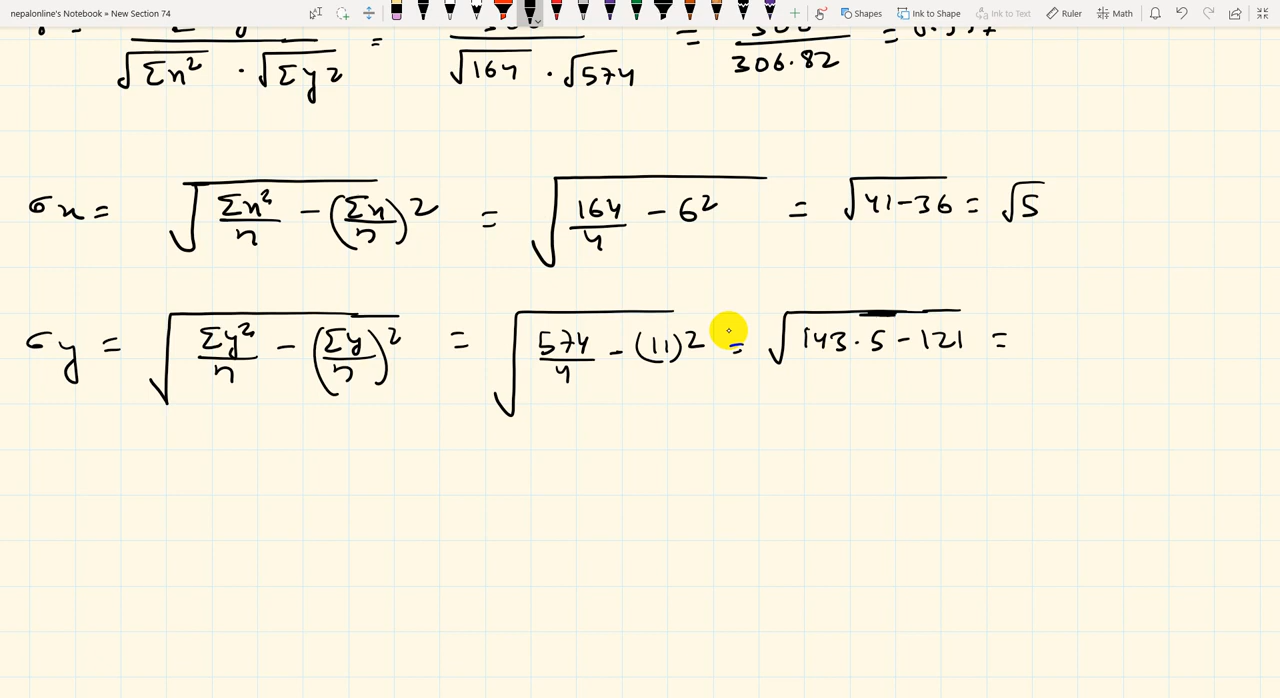 nepalonline's Notebook » New Section 74 Shapes Ink to Shape Ink to Text Ruler Math
√Σx² · √Σy² = √164 · √574 = 306.82
σx = √(Σx²/n − (Σx/n)²) = √(164/4 − 6²) = √41−36 = √5
σy = √(Σy²/n − (Σy/n)²) = √(574/4 − (11)²) = √143.5−121 =